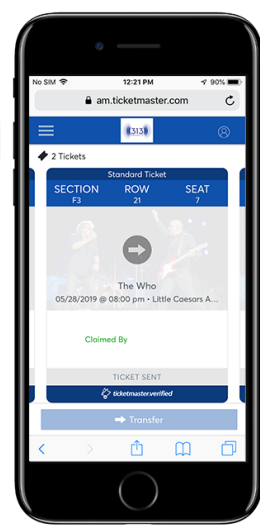 No SIM 12:21 PM 90%
am.ticketmaster.com
313
2 Tickets
Standard Ticket
SECTION ROW SEAT
F3 21 7
The Who
05/28/2019 @ 08:00 pm • Little Caesars A...
Claimed By
TICKET SENT
ticketmaster.verified
Transfer